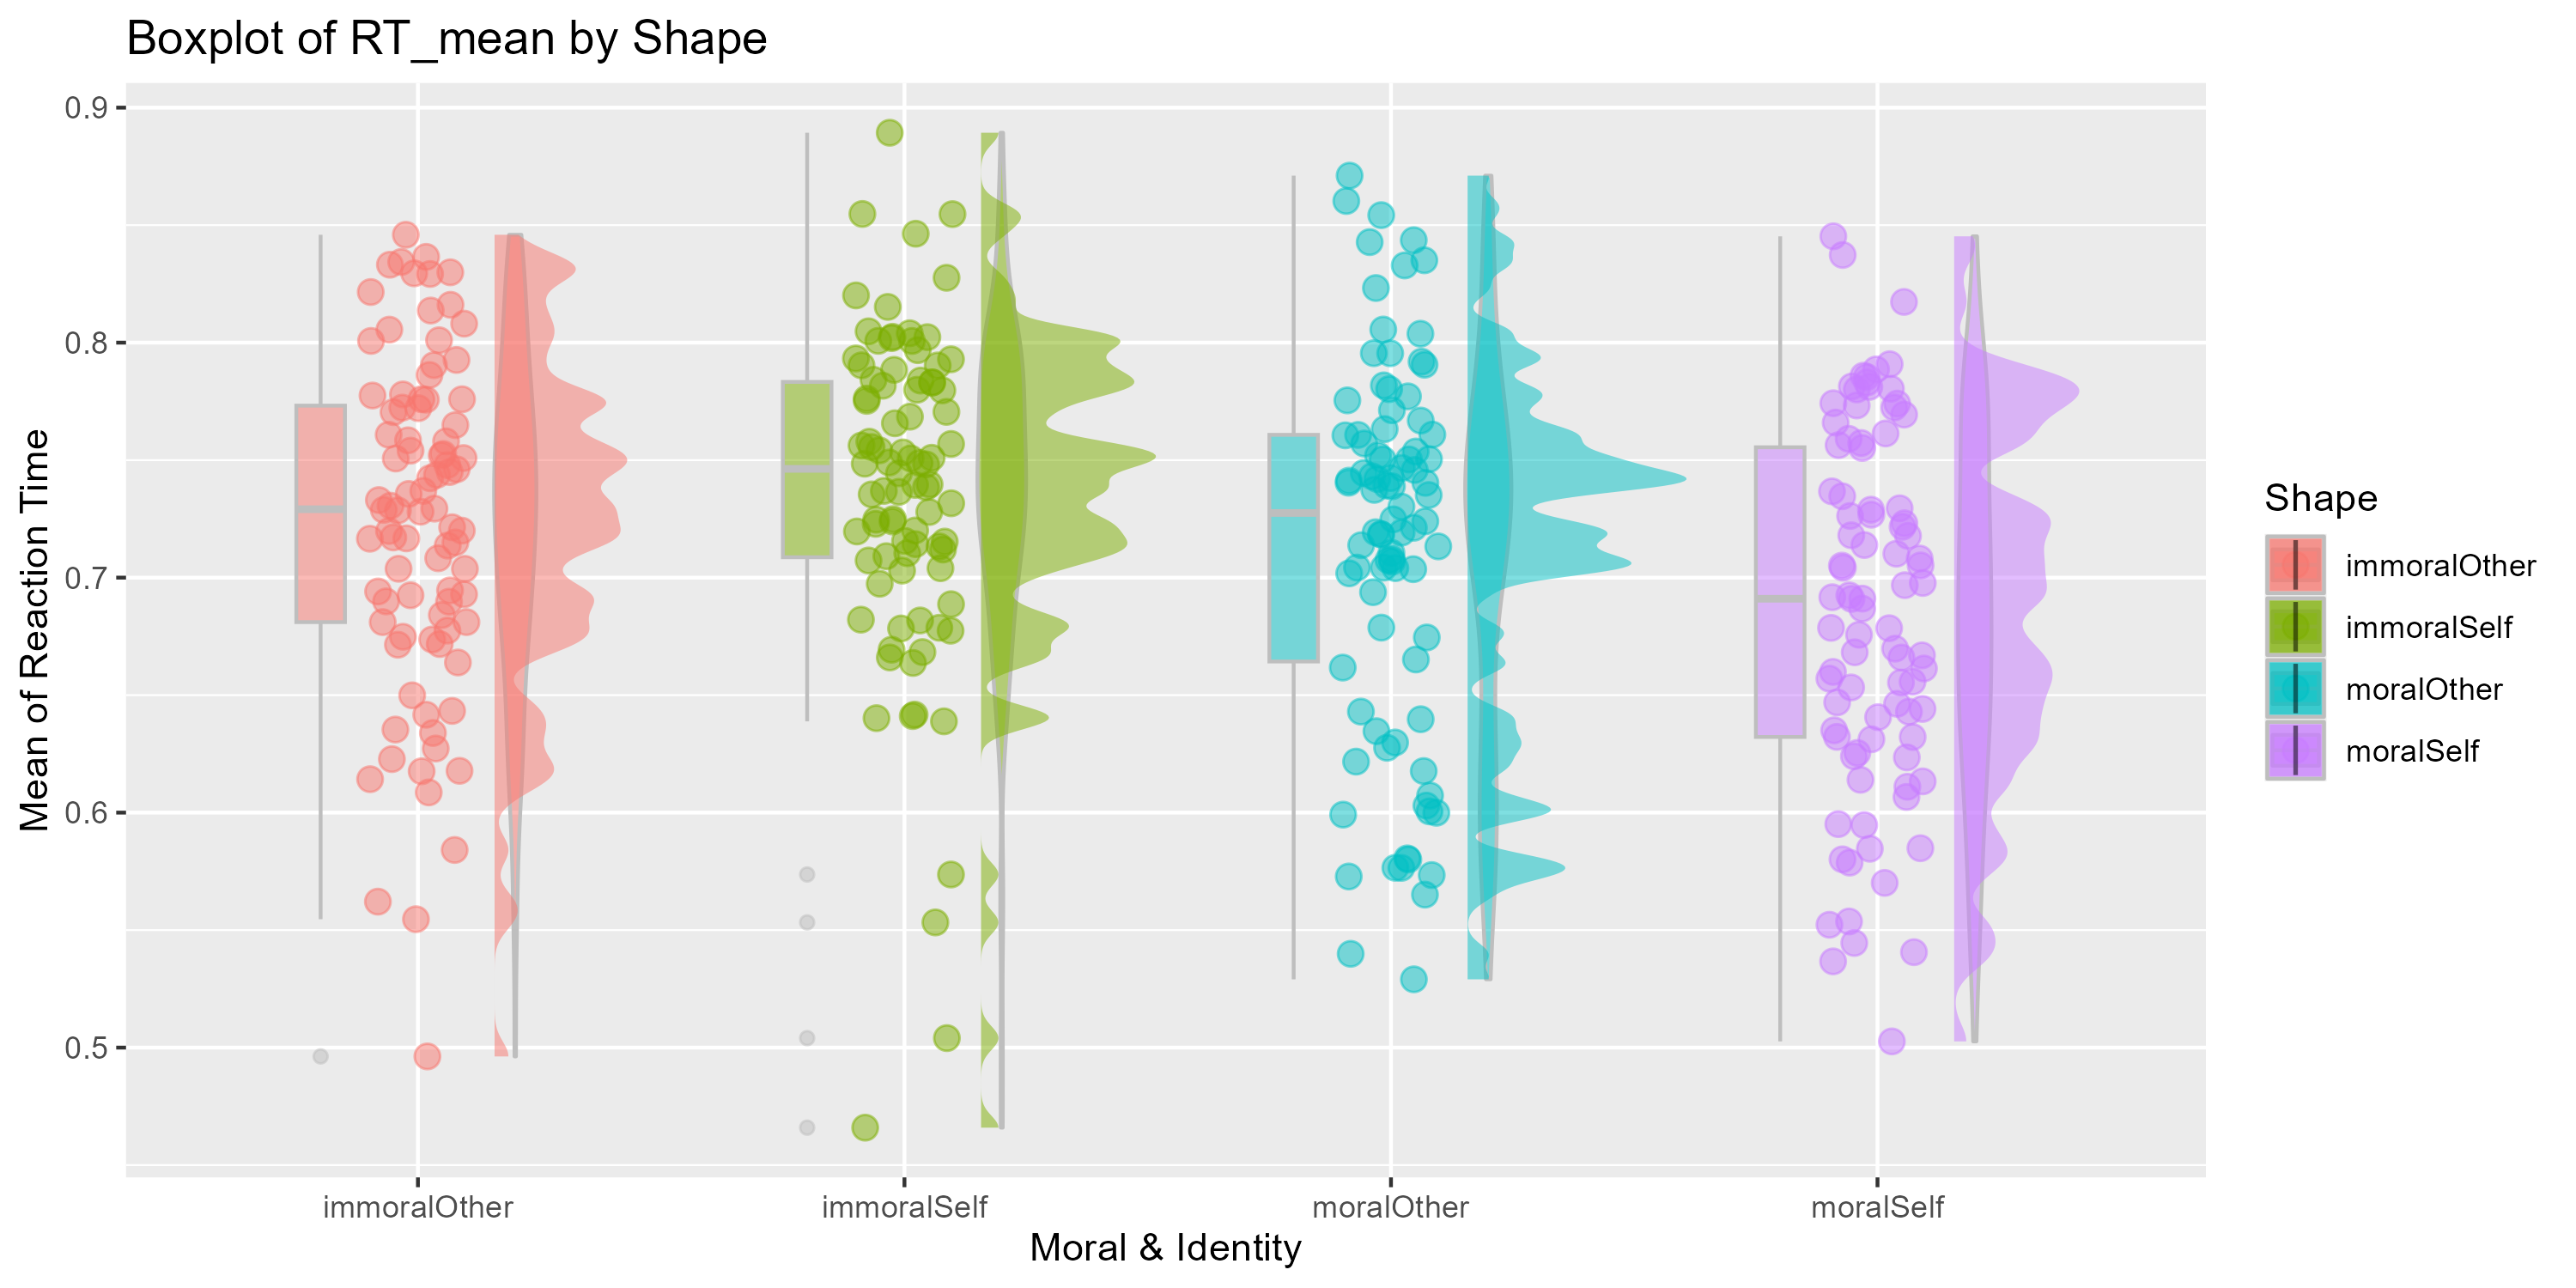 Boxplot of RT_mean by Shape
0.9
0.8
0.7
0.6
0.5
Mean of Reaction Time
immoralOther
immoralSelf
moralOther
moralSelf
Moral & Identity
Shape
immoralOther
immoralSelf
moralOther
moralSelf